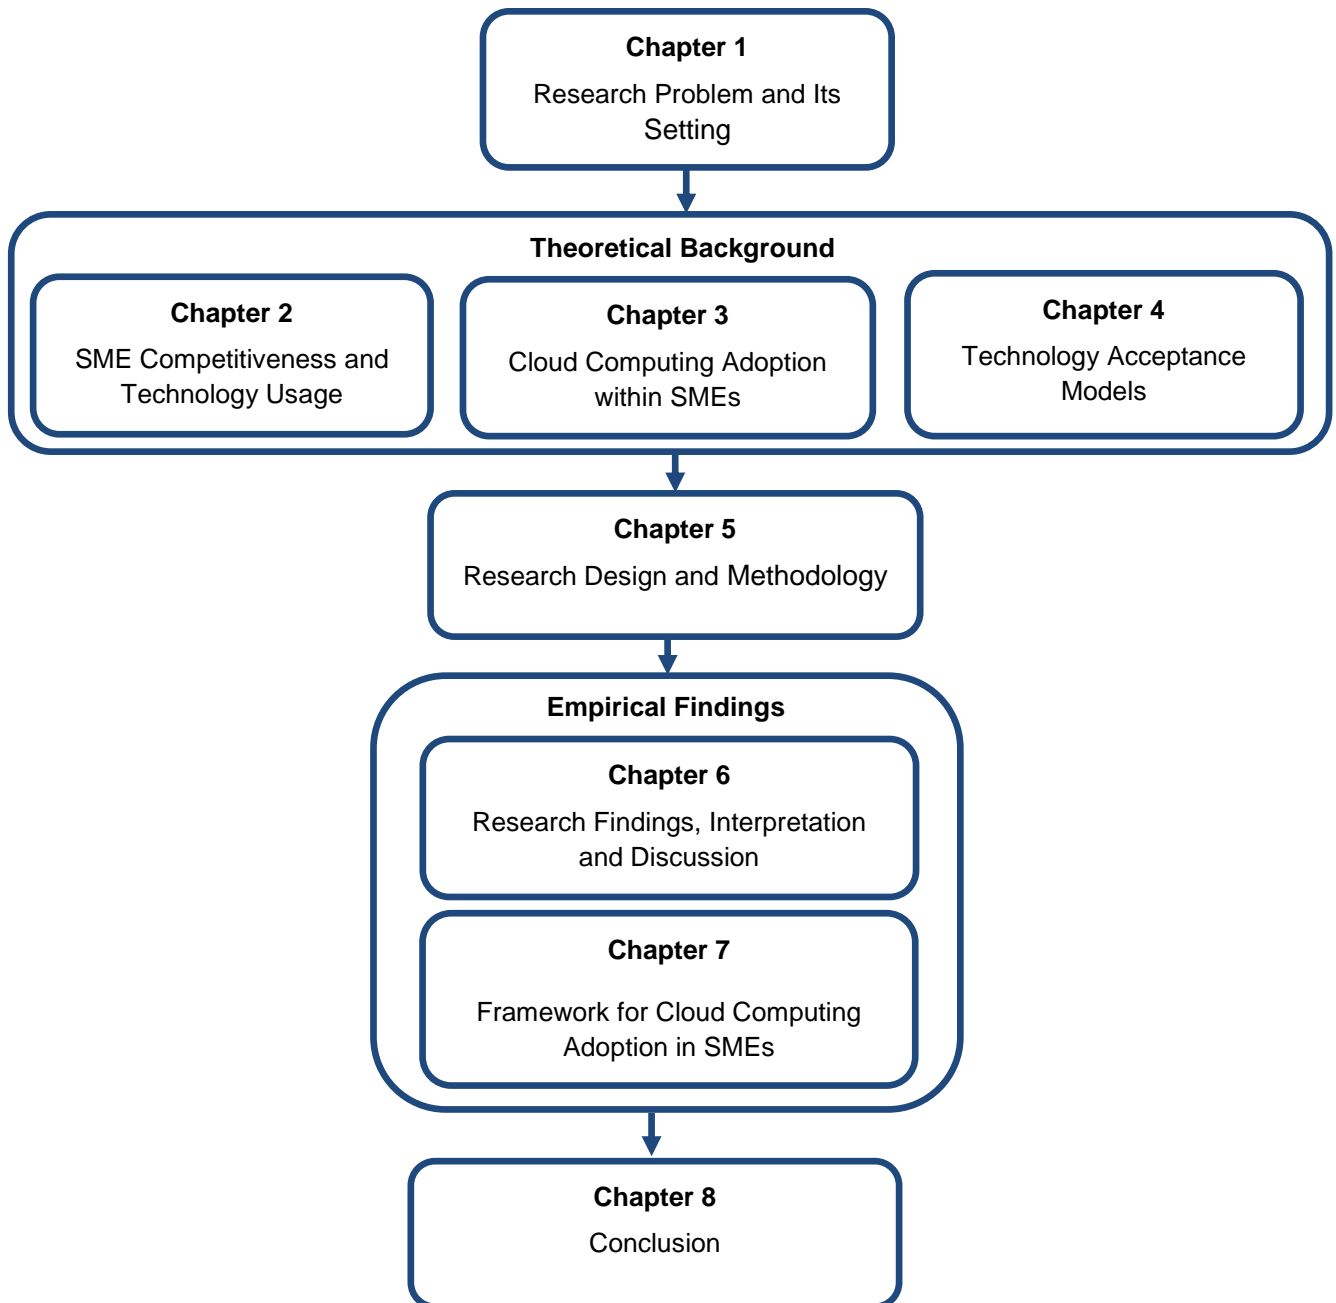 Chapter 1
Research Problem and Its
Setting
Theoretical Background
Chapter 2
SME Competitiveness and
Technology Usage
Chapter 3
Cloud Computing Adoption
within SMEs
Chapter 4
Technology Acceptance
Models
Chapter 5
Research Design and Methodology
Empirical Findings
Chapter 6
Research Findings, Interpretation
and Discussion
Chapter 7
Framework for Cloud Computing
Adoption in SMEs
Chapter 8
Conclusion